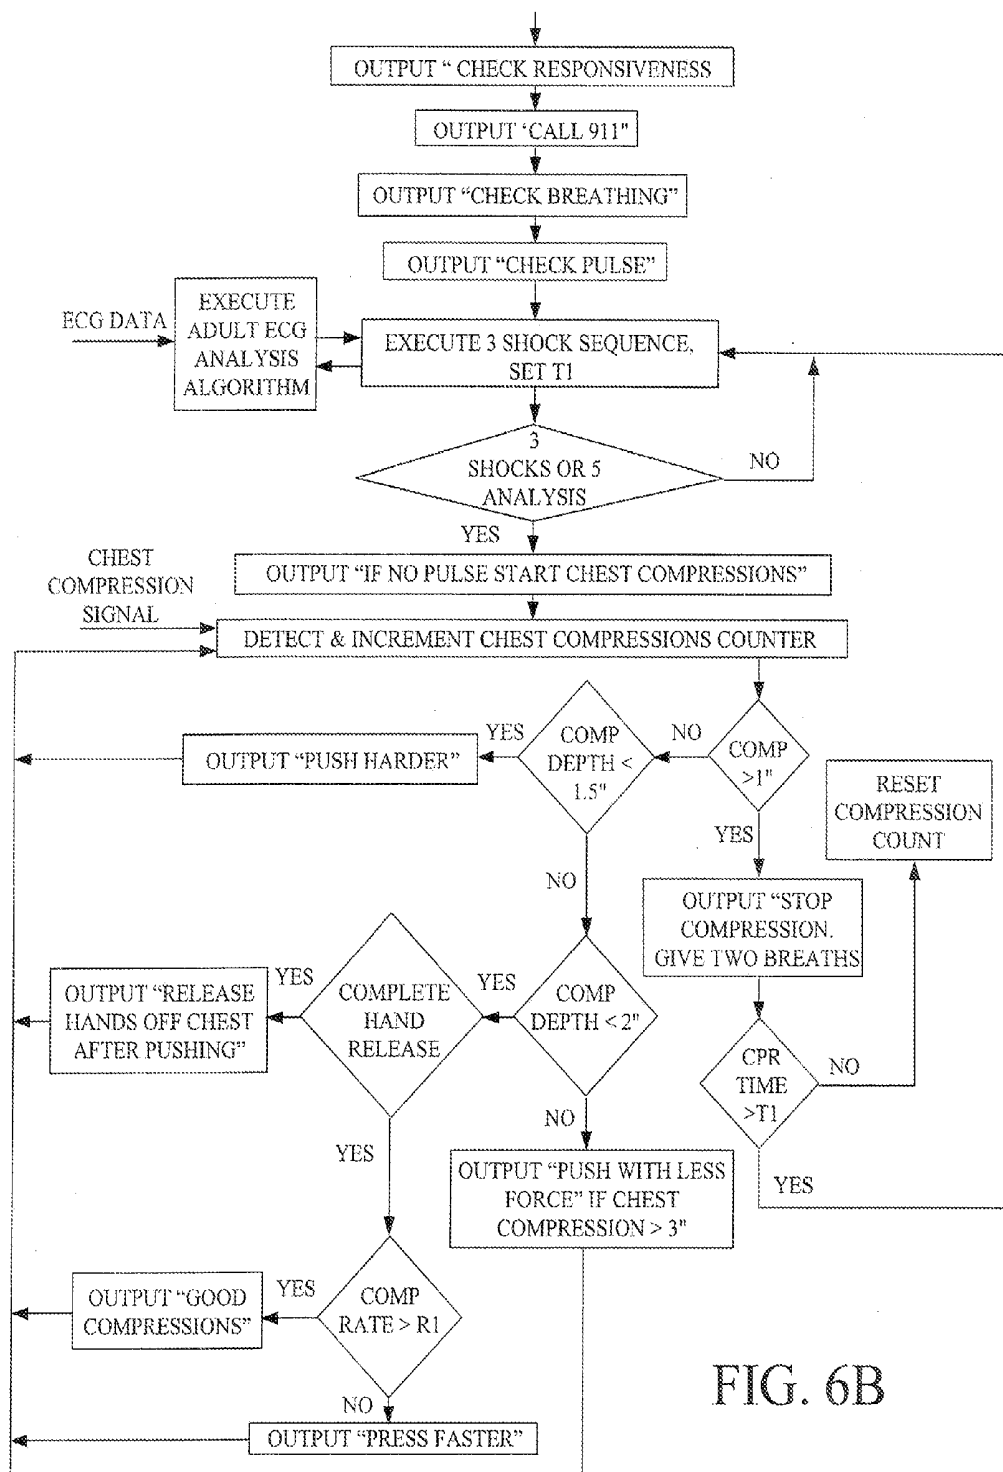 OUTPUT “ CHECK RESPONSIVENESS
OUTPUT ‘CALL 911"
OUTPUT “CHECK BREATHING”
OUTPUT “CHECK PULSE”
ECG DATA
EXECUTE
ADULT ECG
ANALYSIS
ALGORITHM
EXECUTE 3 SHOCK SEQUENCE,
SET T1
3
SHOCKS OR 5
ANALYSIS
NO
YES
OUTPUT “IF NO PULSE START CHEST COMPRESSIONS”
CHEST
COMPRESSION
SIGNAL
DETECT & INCREMENT CHEST COMPRESSIONS COUNTER
COMP
>1"
NO
COMP
DEPTH <
1.5"
YES
OUTPUT “PUSH HARDER”
YES
RESET
COMPRESSION
COUNT
OUTPUT “STOP
COMPRESSION.
GIVE TWO BREATHS
NO
COMP
DEPTH < 2"
YES
COMPLETE
HAND
RELEASE
YES
OUTPUT “RELEASE
HANDS OFF CHEST
AFTER PUSHING”
CPR
TIME
>T1
NO
YES
NO
OUTPUT “PUSH WITH LESS
FORCE” IF CHEST
COMPRESSION > 3"
YES
COMP
RATE > R1
YES
OUTPUT “GOOD
COMPRESSIONS”
NO
OUTPUT “PRESS FASTER”
FIG. 6B